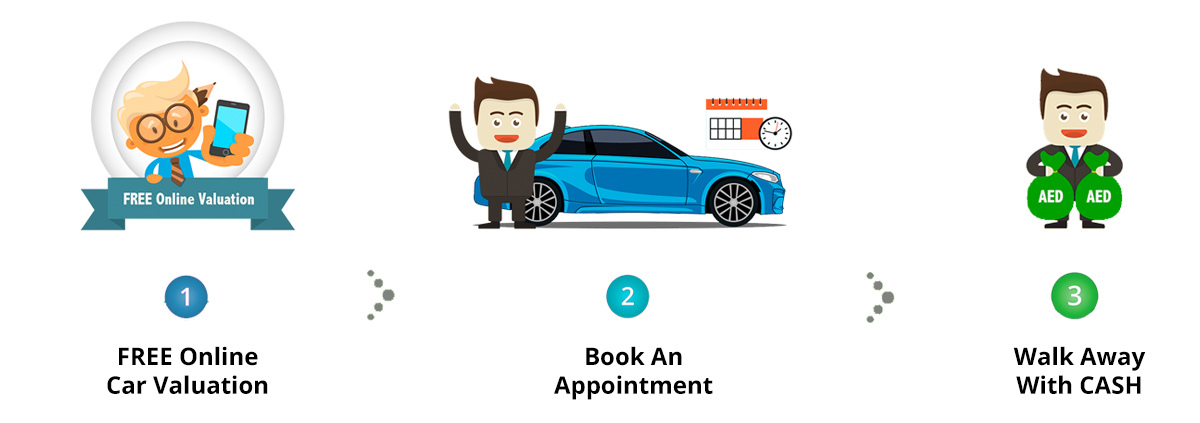 FREE Online Valuation
AED AED
1
2
3
FREE Online
Car Valuation
Book An
Appointment
Walk Away
With CASH